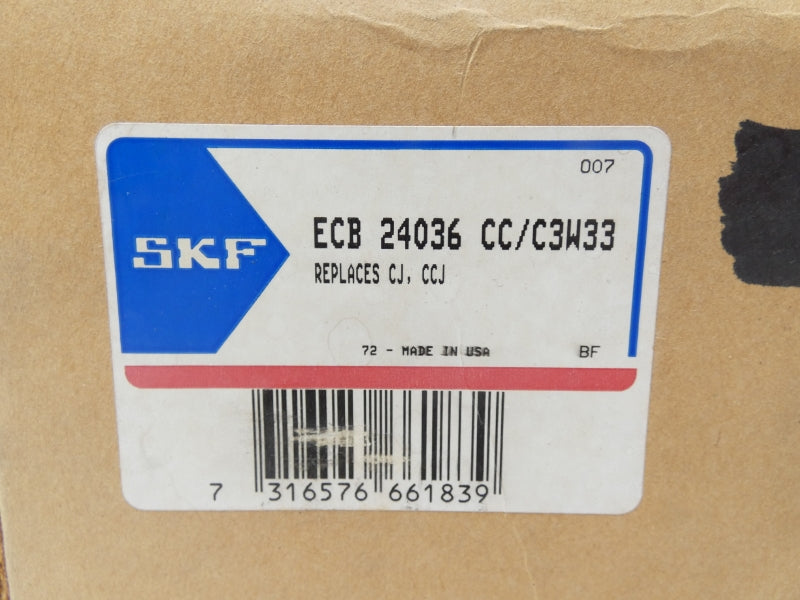 007
SKF
ECB 24036 CC/C3W33
REPLACES CJ, CCJ
72 - MADE IN USA
BF
7 316576 661839